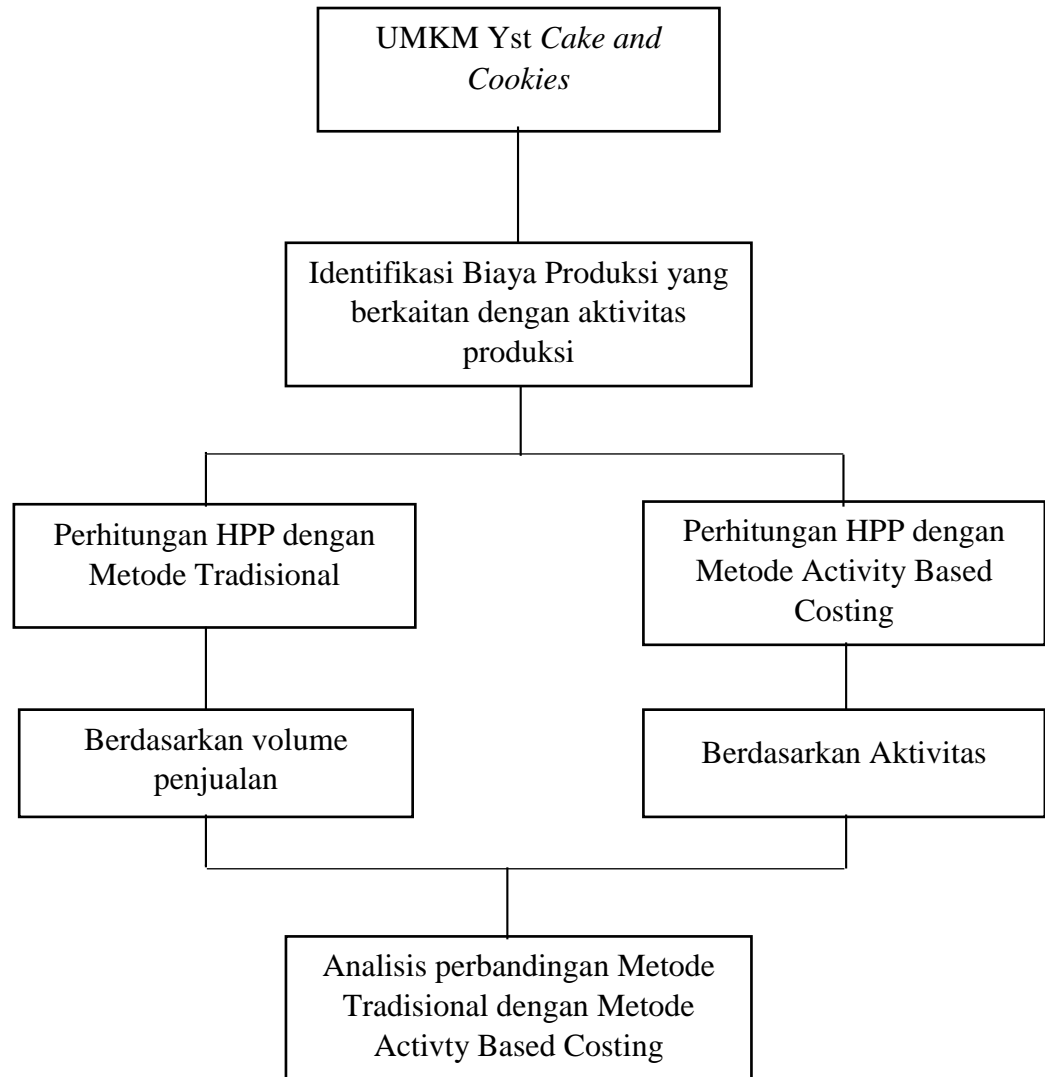 UMKM Yst Cake and
Cookies
Identifikasi Biaya Produksi yang
berkaitan dengan aktivitas
produksi
Perhitungan HPP dengan
Metode Tradisional
Perhitungan HPP dengan
Metode Activity Based
Costing
Berdasarkan volume
penjualan
Berdasarkan Aktivitas
Analisis perbandingan Metode
Tradisional dengan Metode
Activty Based Costing